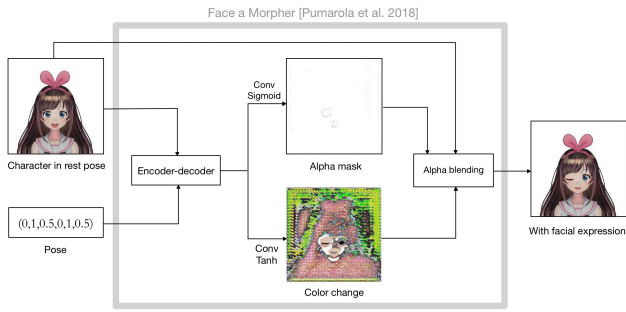 Face a Morpher [Pumarola et al. 2018]
Conv
Sigmoid
Character in rest pose
Encoder-decoder
Alpha mask
Alpha blending
(0,1,0.5,0,1,0.5)
Pose
With facial expression
Conv
Tanh
Color change